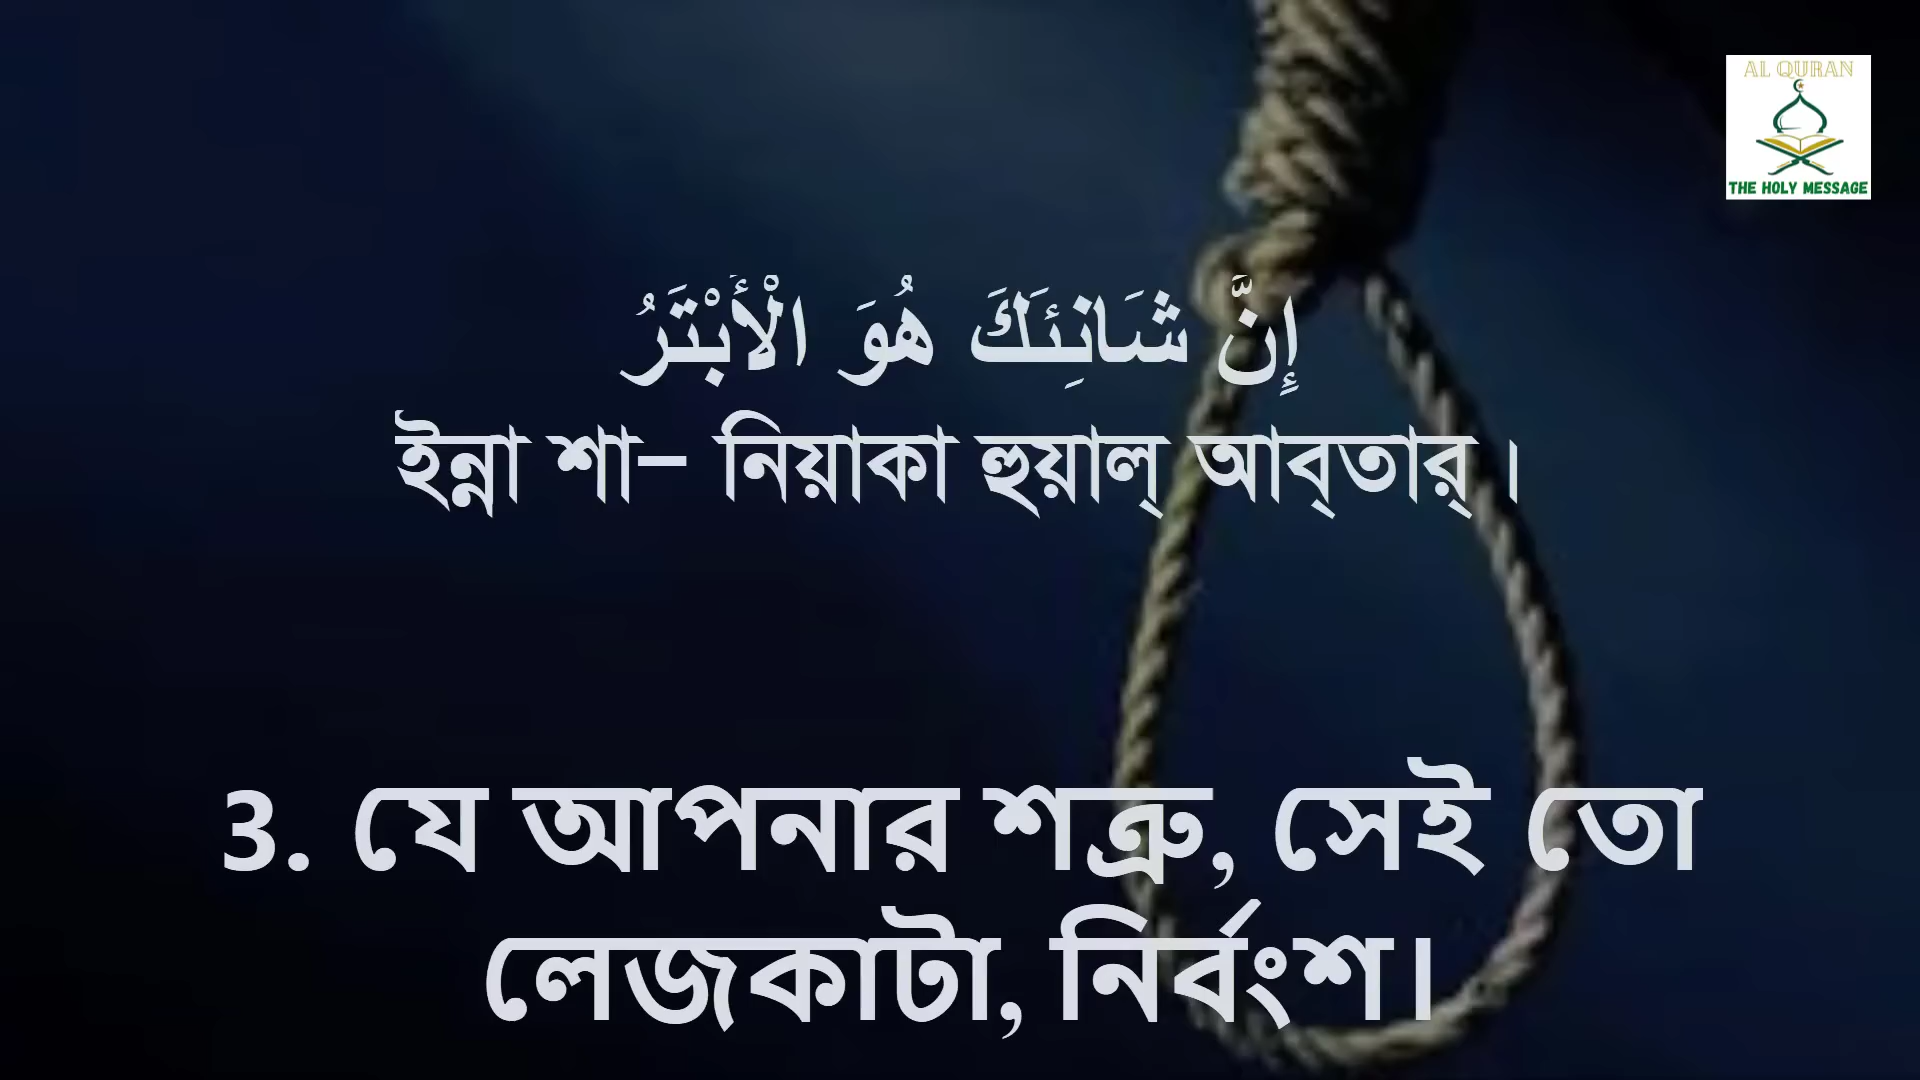 AL QURAN
THE HOLY MESSAGE
إِنَّ شَانِئَكَ هُوَ الْأَبْتَرُ
ইন্না শা– নিয়াকা হুয়াল্ আব্‌তার্।
3. যে আপনার শত্রু, সেই তো
লেজকাটা, নির্বংশ।